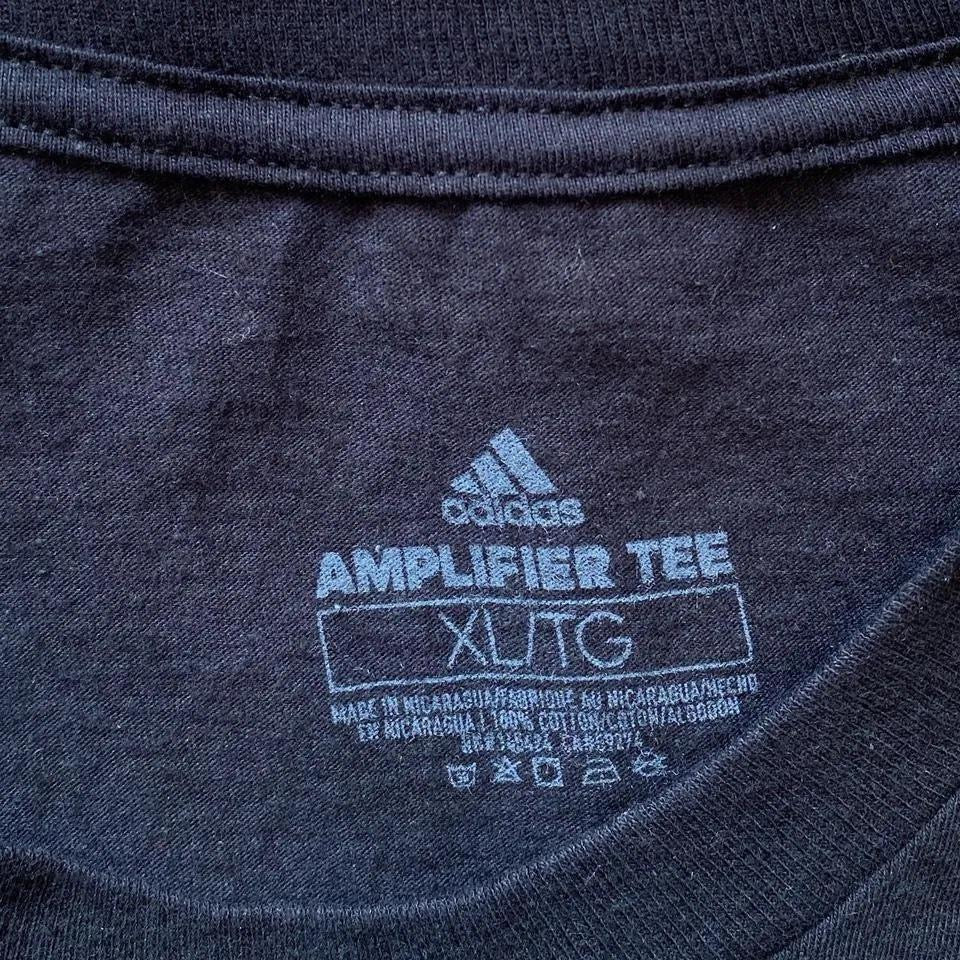 adidas
AMPLIFIER TEE
XL/TG
MADE IN NICARAGUA/FABRIQUE AU NICARAGUA/HECHO
EN NICARAGUA | 100% COTTON/COTON/ALGODON